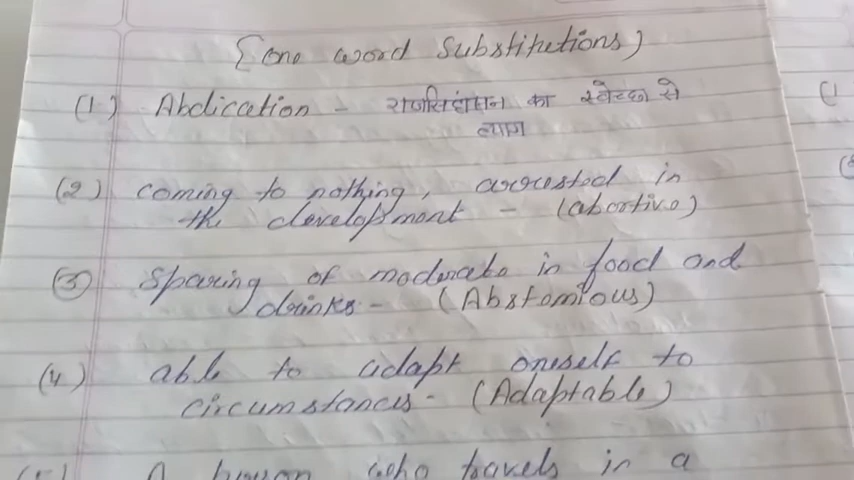 {one word Substitutions)
(1) Abdication - राजसिंहासन का स्वेच्छा से
त्याग
(2) coming to nothing, arrested in
the development - (abortive)
(3) Sparing of moderate in food and
drinks - (Abstemious)
(4) able to adapt oneself to
circumstances - (Adaptable)
A person who travels in a